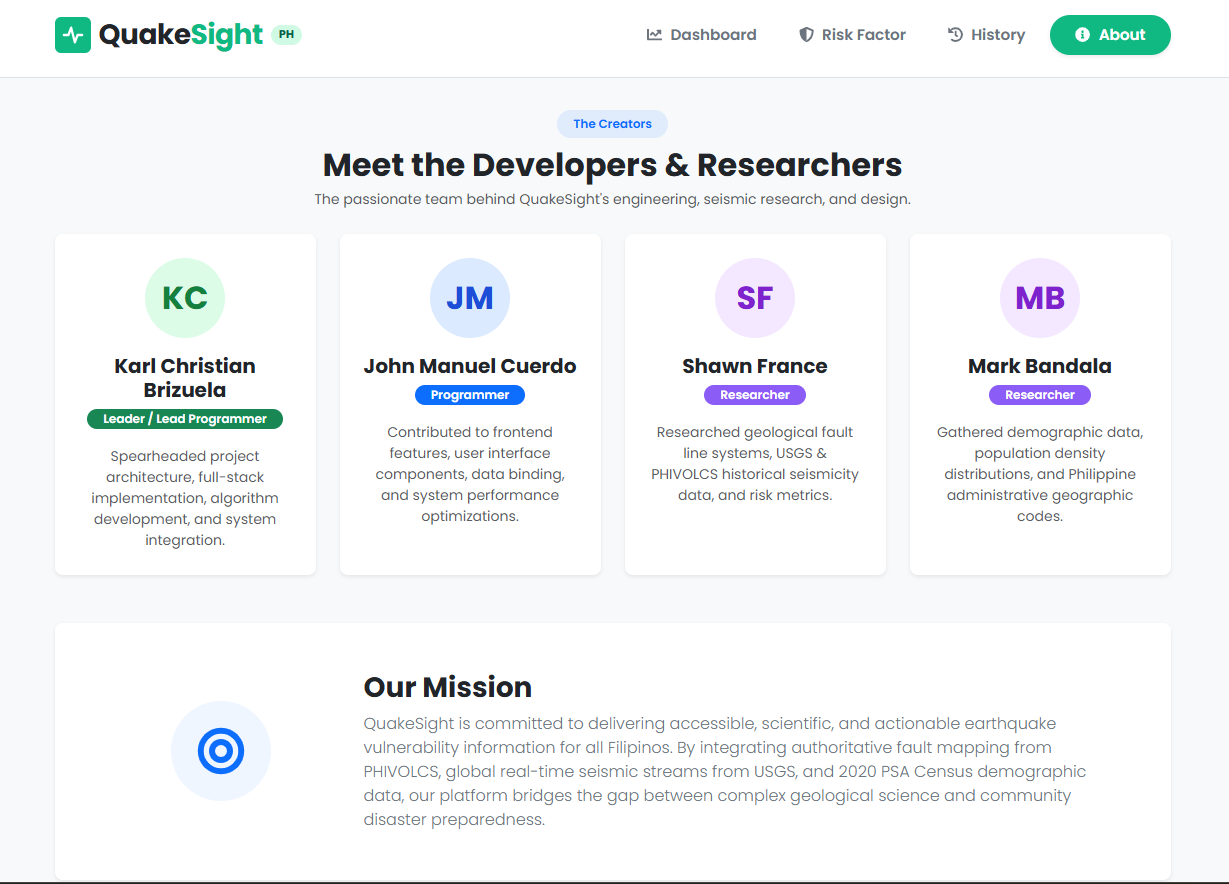 QuakeSight PH
Dashboard Risk Factor History About
The Creators
Meet the Developers & Researchers
The passionate team behind QuakeSight's engineering, seismic research, and design.
KC
Karl Christian
Brizuela
Leader / Lead Programmer
Spearheaded project
architecture, full-stack
implementation, algorithm
development, and system
integration.
JM
John Manuel Cuerdo
Programmer
Contributed to frontend
features, user interface
components, data binding,
and system performance
optimizations.
SF
Shawn France
Researcher
Researched geological fault
line systems, USGS &
PHIVOLCS historical seismicity
data, and risk metrics.
MB
Mark Bandala
Researcher
Gathered demographic data,
population density
distributions, and Philippine
administrative geographic
codes.
Our Mission
QuakeSight is committed to delivering accessible, scientific, and actionable earthquake
vulnerability information for all Filipinos. By integrating authoritative fault mapping from
PHIVOLCS, global real-time seismic streams from USGS, and 2020 PSA Census demographic
data, our platform bridges the gap between complex geological science and community
disaster preparedness.